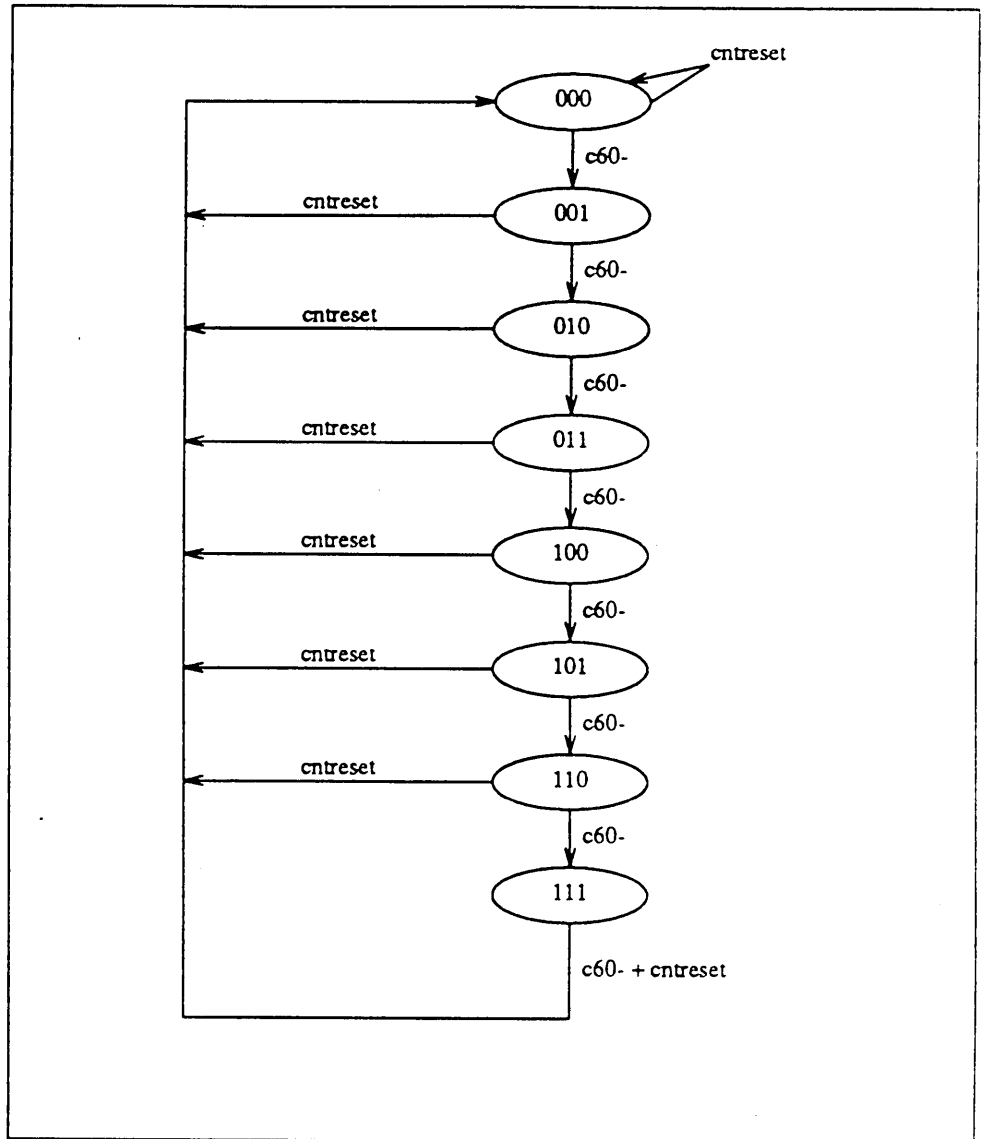 cntreset
000
c60-
cntreset
001
c60-
cntreset
010
c60-
cntreset
011
c60-
cntreset
100
c60-
cntreset
101
c60-
cntreset
110
c60-
111
c60- + cntreset